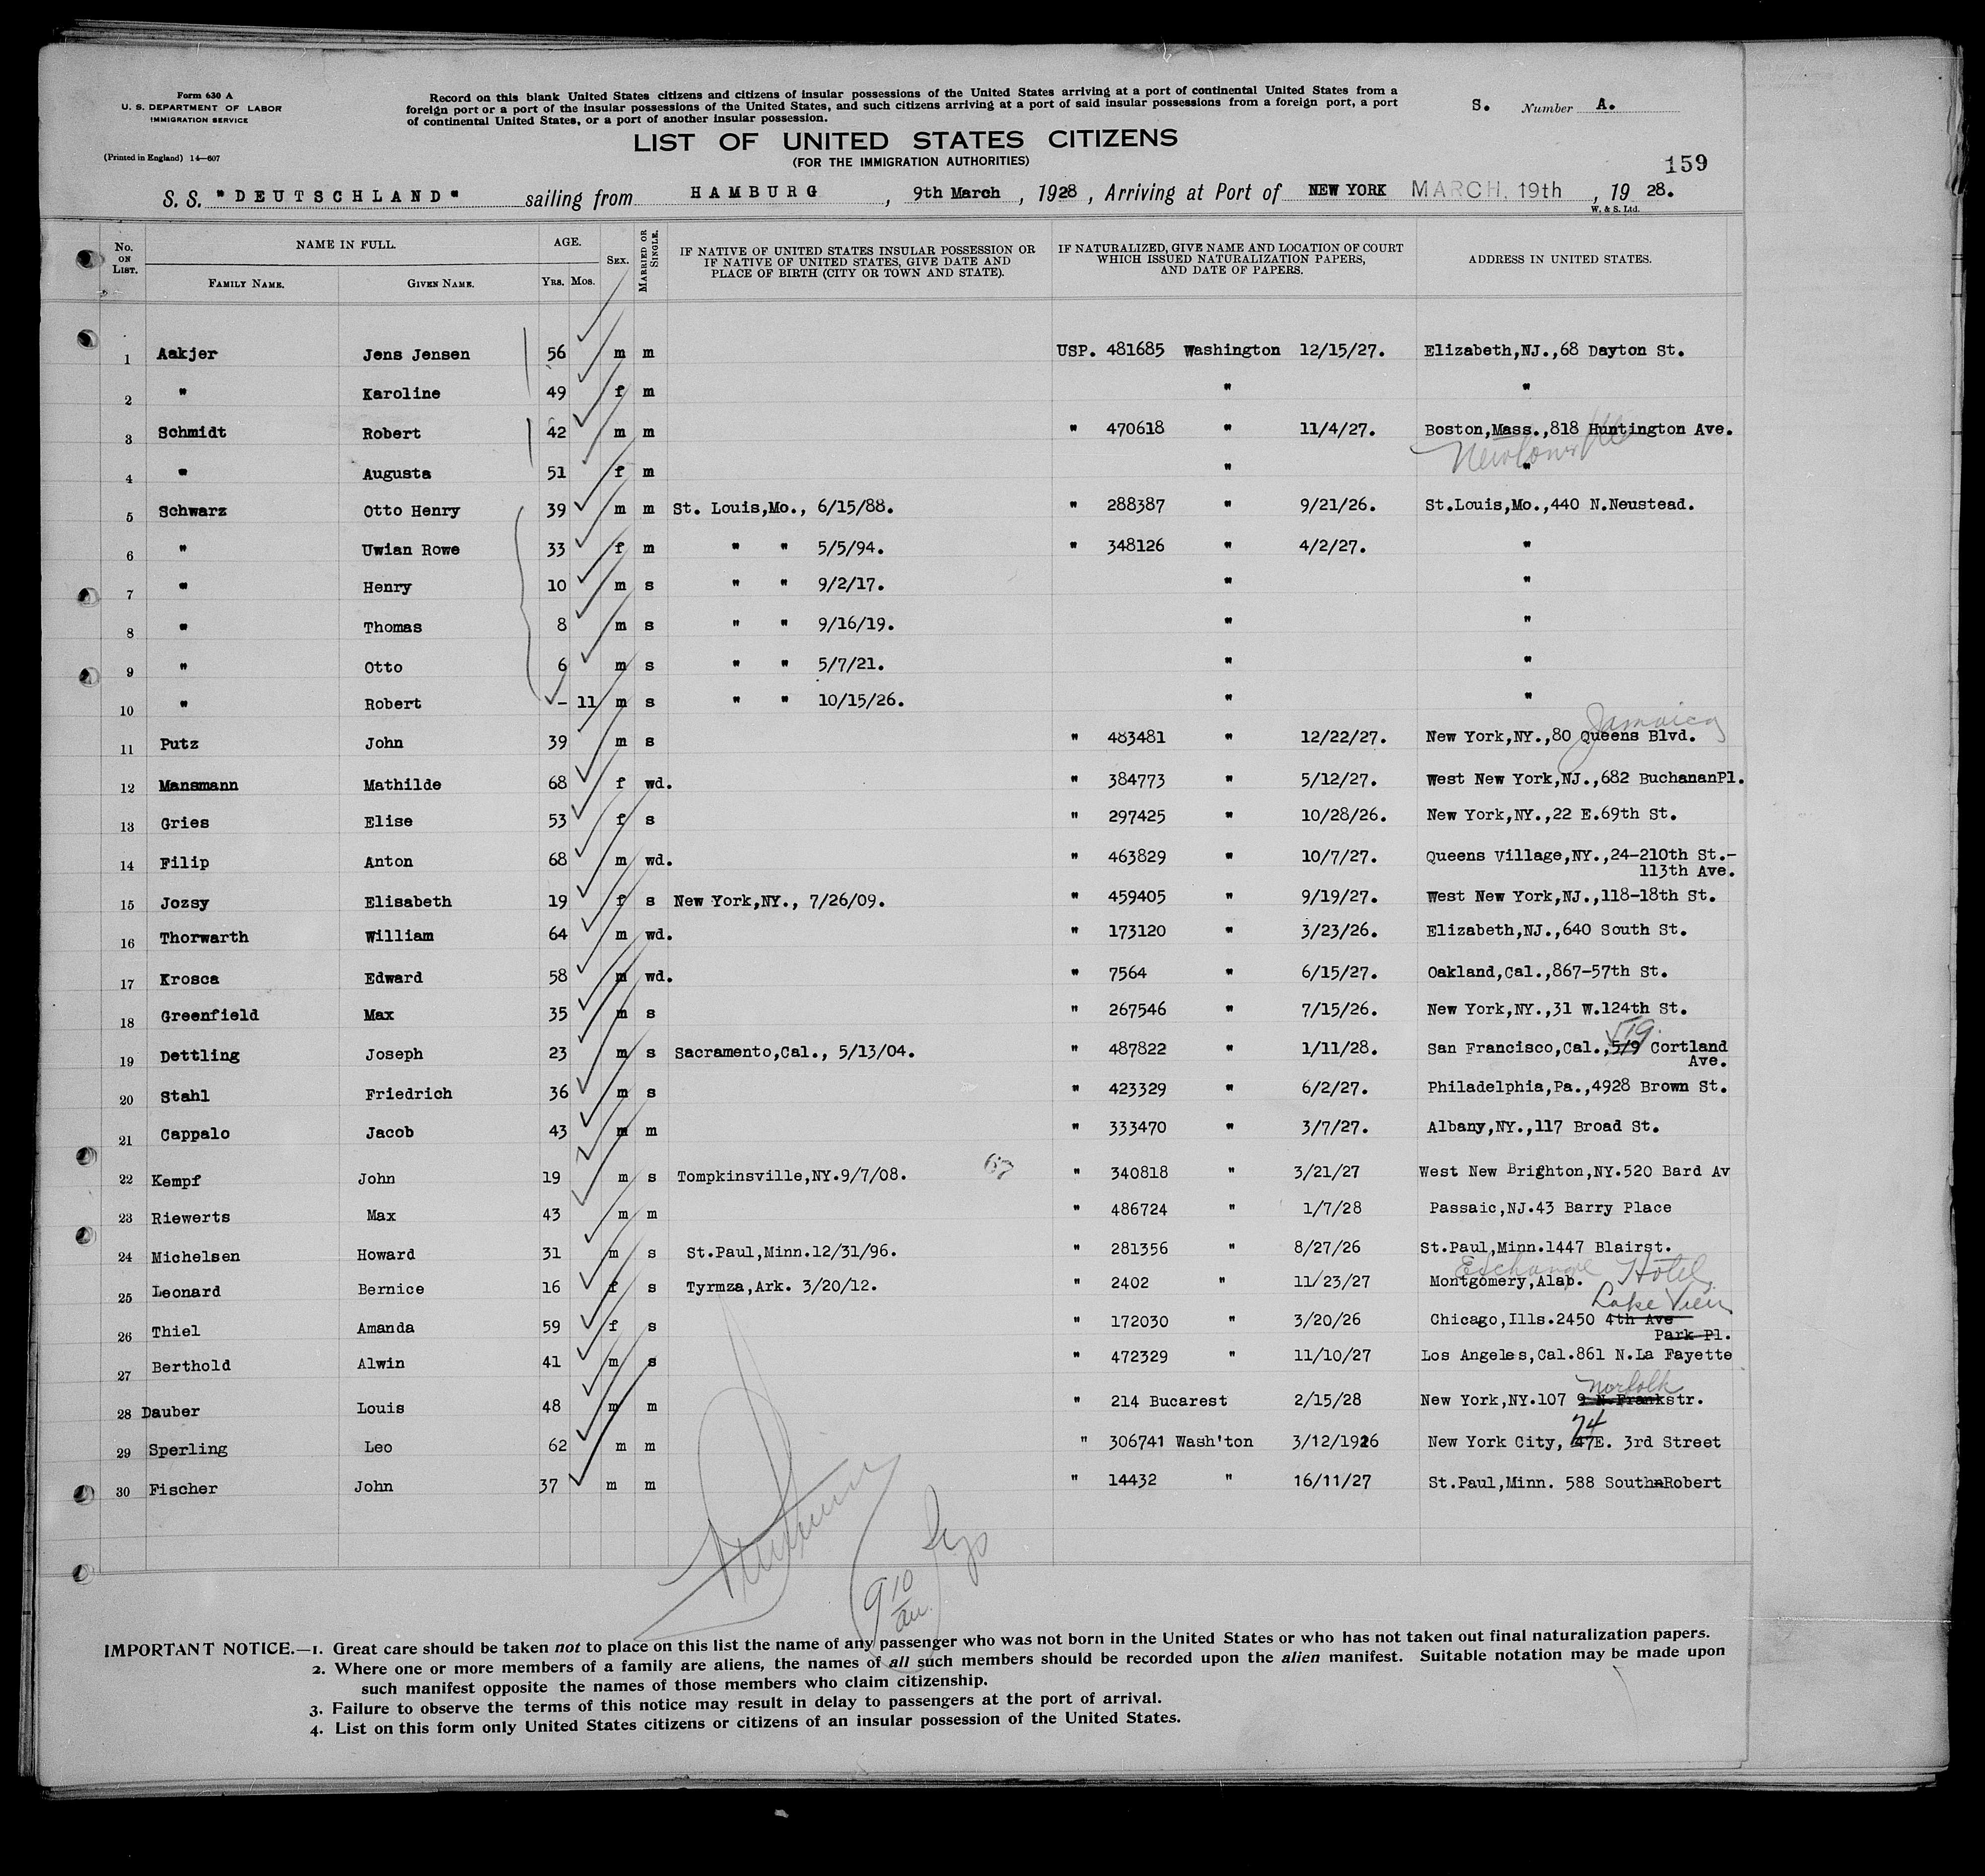 Form 630 A
U. S. DEPARTMENT OF LABOR
IMMIGRATION SERVICE
(Printed in England) 14—607
Record on this blank United States citizens and citizens of insular possessions of the United States arriving at a port of continental United States from a
foreign port or a port of the insular possessions of the United States, and such citizens arriving at a port of said insular possessions from a foreign port, a port
of continental United States, or a port of another insular possession.
S. Number A.
LIST OF UNITED STATES CITIZENS
(FOR THE IMMIGRATION AUTHORITIES)
159
S. S. "DEUTSCHLAND" sailing from HAMBURG, 9th March, 1928, Arriving at Port of NEW YORK MARCH, 19th, 19 28.
W. & S. Ltd.
No. ON LIST. NAME IN FULL. FAMILY NAME. GIVEN NAME. AGE. YRS. MOS. SEX. MARRIED OR SINGLE. IF NATIVE OF UNITED STATES INSULAR POSSESSION OR IF NATIVE OF UNITED STATES, GIVE DATE AND PLACE OF BIRTH (CITY OR TOWN AND STATE). IF NATURALIZED, GIVE NAME AND LOCATION OF COURT WHICH ISSUED NATURALIZATION PAPERS, AND DATE OF PAPERS. ADDRESS IN UNITED STATES.
1 Aakjer Jens Jensen 56 m m USP. 481685 Washington 12/15/27. Elizabeth,NJ.,68 Dayton St.
2 " Karoline 49 f m " "
3 Schmidt Robert 42 m m " 470618 " 11/4/27. Boston,Mass.,818 Huntington Ave.
Newtonville
4 " Augusta 51 f m " "
5 Schwarz Otto Henry 39 m m St. Louis,Mo., 6/15/88. " 288387 " 9/21/26. St.Louis,Mo.,440 N.Neustead.
6 " Uwian Rowe 33 f m " " 5/5/94. " 348126 " 4/2/27. "
7 " Henry 10 m s " " 9/2/17. " "
8 " Thomas 8 m s " " 9/16/19. " "
9 " Otto 6 m s " " 5/7/21. " "
10 " Robert – 11 m s " " 10/15/26. " "
Jamaica
11 Putz John 39 m s " 483481 " 12/22/27. New York,NY.,80 Queens Blvd.
12 Mansmann Mathilde 68 f wd. " 384773 " 5/12/27. West New York,NJ.,682 BuchananPl.
13 Gries Elise 53 f s " 297425 " 10/28/26. New York,NY.,22 E.69th St.
14 Filip Anton 68 m wd. " 463829 " 10/7/27. Queens Village,NY.,24-210th St.-
113th Ave.
15 Jozsy Elisabeth 19 f s New York,NY., 7/26/09. " 459405 " 9/19/27. West New York,NJ.,118-18th St.
16 Thorwarth William 64 m wd. " 173120 " 3/23/26. Elizabeth,NJ.,640 South St.
17 Krosca Edward 58 m wd. " 7564 " 6/15/27. Oakland,Cal.,867-57th St.
18 Greenfield Max 35 m s " 267546 " 7/15/26. New York,NY.,31 W.124th St.
519
19 Dettling Joseph 23 m s Sacramento,Cal., 5/13/04. " 487822 " 1/11/28. San Francisco,Cal.,519 Cortland
Ave.
20 Stahl Friedrich 36 m s " 423329 " 6/2/27. Philadelphia,Pa.,4928 Brown St.
21 Cappalo Jacob 43 m m " 333470 " 3/7/27. Albany,NY.,117 Broad St.
22 Kempf John 19 m s Tompkinsville,NY.9/7/08. " 340818 " 3/21/27 West New Brighton,NY.520 Bard Av
23 Riewerts Max 43 m m " 486724 " 1/7/28 Passaic,NJ.43 Barry Place
24 Michelsen Howard 31 m s St.Paul,Minn.12/31/96. " 281356 " 8/27/26 St.Paul,Minn.1447 Blairst.
Exchange Hotel
25 Leonard Bernice 16 f s Tyrmza,Ark. 3/20/12. " 2402 " 11/23/27 Montgomery,Alab.
Lake View
26 Thiel Amanda 59 f s " 172030 " 3/20/26 Chicago,Ills.2450 4th Ave
Park Pl.
27 Berthold Alwin 41 m s " 472329 " 11/10/27 Los Angeles,Cal.861 N.La Fayette
Norfolk
28 Dauber Louis 48 m m " 214 Bucarest 2/15/28 New York,NY.107 9 N.Frankstr.
74
29 Sperling Leo 62 m m " 306741 Wash'ton 3/12/1926 New York City, 47E. 3rd Street
30 Fischer John 37 m m " 14432 " 16/11/27 St.Paul,Minn. 588 South Robert
9 10
IMPORTANT NOTICE.—1. Great care should be taken not to place on this list the name of any passenger who was not born in the United States or who has not taken out final naturalization papers.
2. Where one or more members of a family are aliens, the names of all such members should be recorded upon the alien manifest. Suitable notation may be made upon
such manifest opposite the names of those members who claim citizenship.
3. Failure to observe the terms of this notice may result in delay to passengers at the port of arrival.
4. List on this form only United States citizens or citizens of an insular possession of the United States.